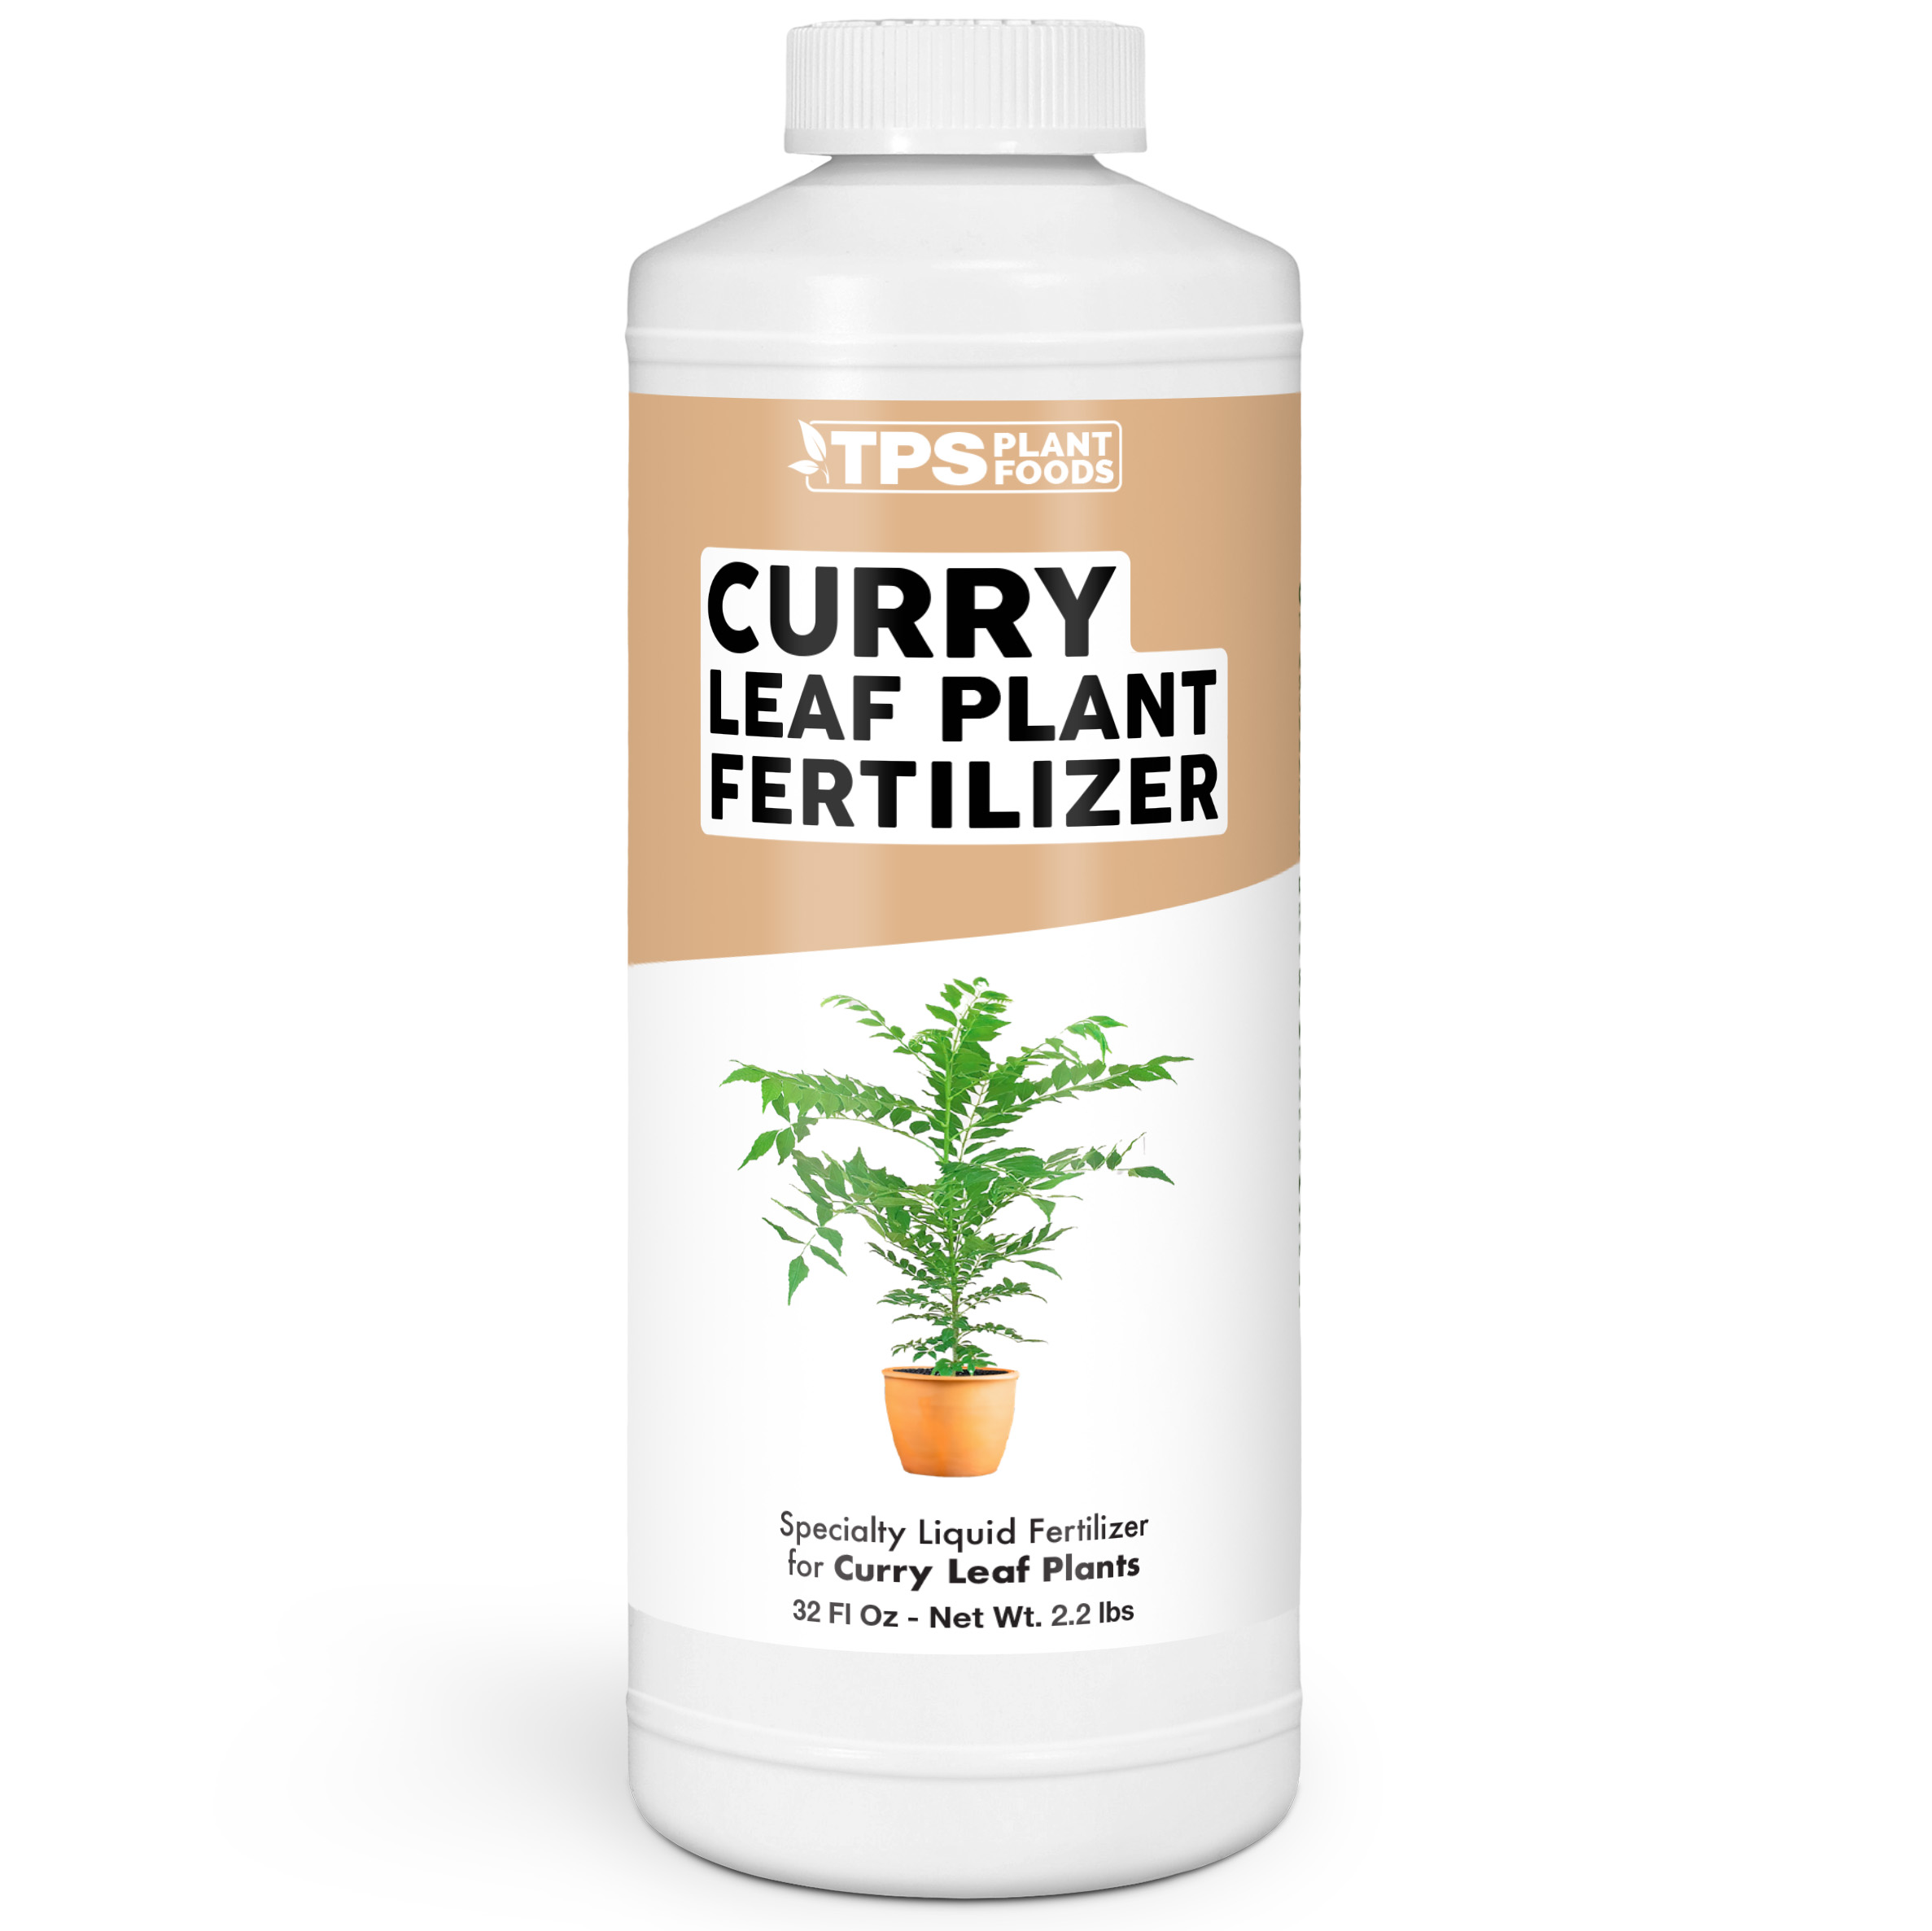 TPS PLANT FOODS
CURRY
LEAF PLANT
FERTILIZER
Specialty Liquid Fertilizer
for Curry Leaf Plants
32 Fl Oz - Net Wt. 2.2 lbs